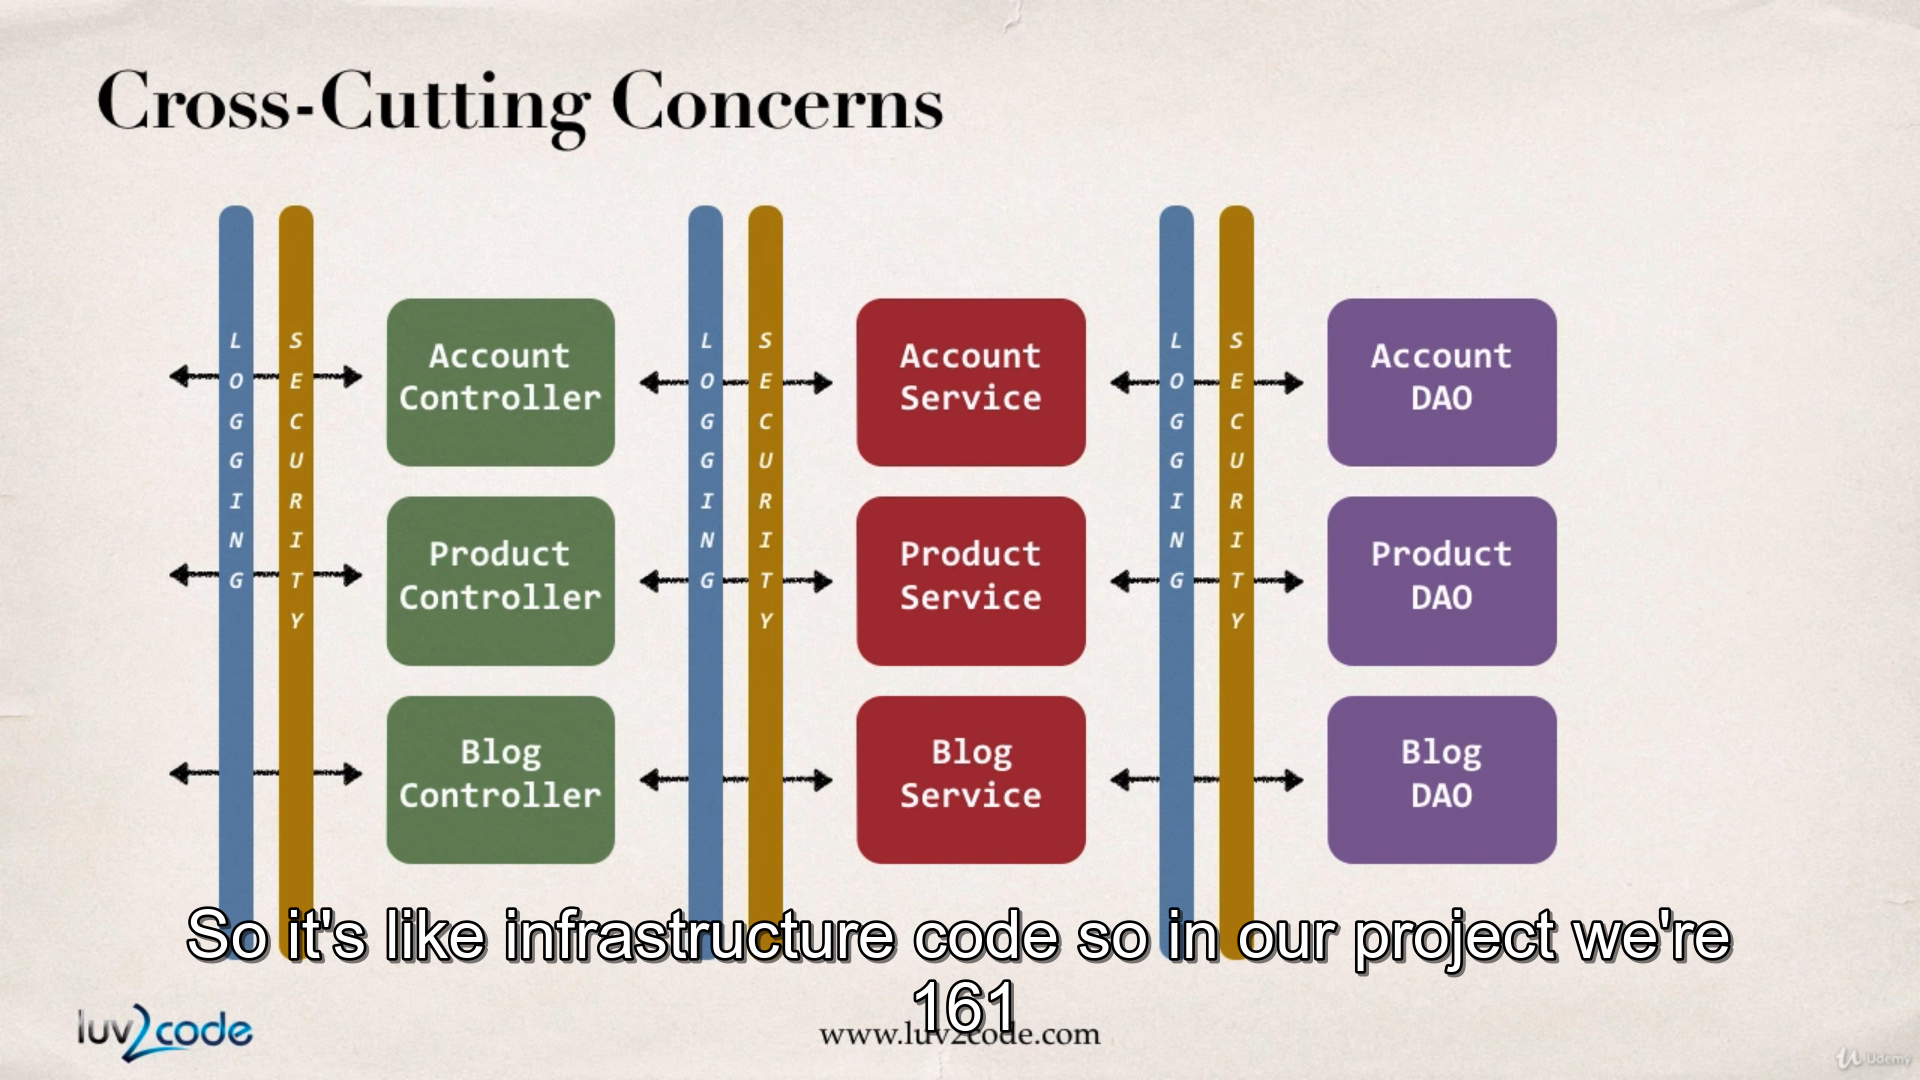 Cross-Cutting Concerns
LOGGING
SECURITY
Account
Controller
LOGGING
SECURITY
Account
Service
LOGGING
SECURITY
Account
DAO
Product
Controller
Product
Service
Product
DAO
Blog
Controller
Blog
Service
Blog
DAO
So it's like infrastructure code so in our project we're
161
luv2code
www.luv2code.com
Udemy